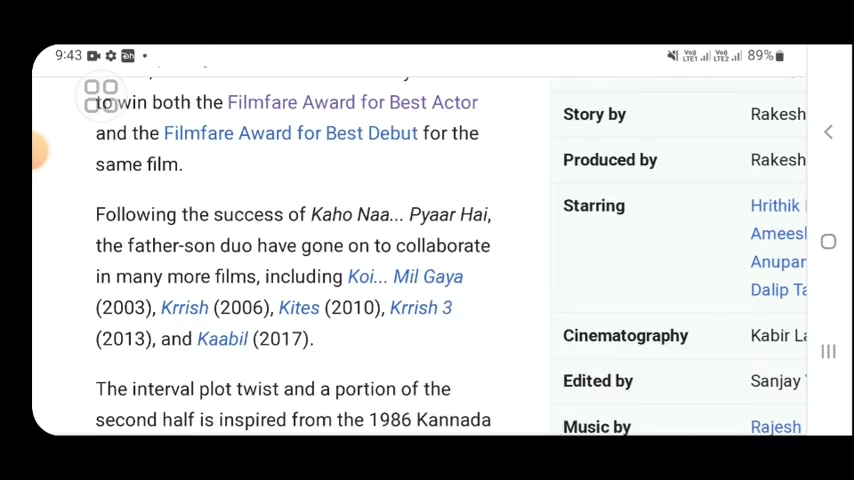 9:43
89%
to win both the Filmfare Award for Best Actor
and the Filmfare Award for Best Debut for the
same film.
Following the success of Kaho Naa... Pyaar Hai,
the father-son duo have gone on to collaborate
in many more films, including Koi... Mil Gaya
(2003), Krrish (2006), Kites (2010), Krrish 3
(2013), and Kaabil (2017).
The interval plot twist and a portion of the
second half is inspired from the 1986 Kannada
Story by Rakesh
Produced by Rakesh
Starring Hrithik
Amees
Anupa
Dalip
Cinematography Kabir
Edited by Sanjay
Music by Rajesh